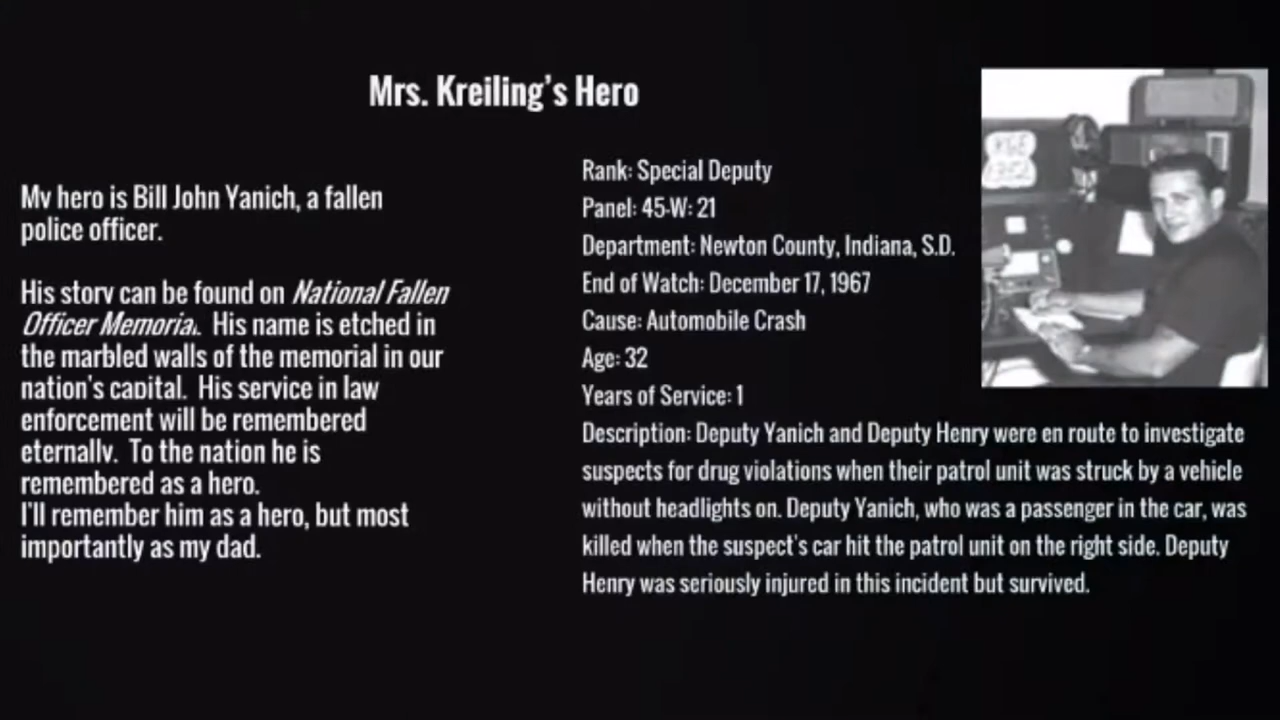 Mrs. Kreiling's Hero
My hero is Bill John Yanich, a fallen
police officer.
His story can be found on National Fallen
Officer Memorial. His name is etched in
the marbled walls of the memorial in our
nation's capital. His service in law
enforcement will be remembered
eternally. To the nation he is
remembered as a hero.
I'll remember him as a hero, but most
importantly as my dad.
Rank: Special Deputy
Panel: 45-W: 21
Department: Newton County, Indiana, S.D.
End of Watch: December 17, 1967
Cause: Automobile Crash
Age: 32
Years of Service: 1
Description: Deputy Yanich and Deputy Henry were en route to investigate
suspects for drug violations when their patrol unit was struck by a vehicle
without headlights on. Deputy Yanich, who was a passenger in the car, was
killed when the suspect's car hit the patrol unit on the right side. Deputy
Henry was seriously injured in this incident but survived.